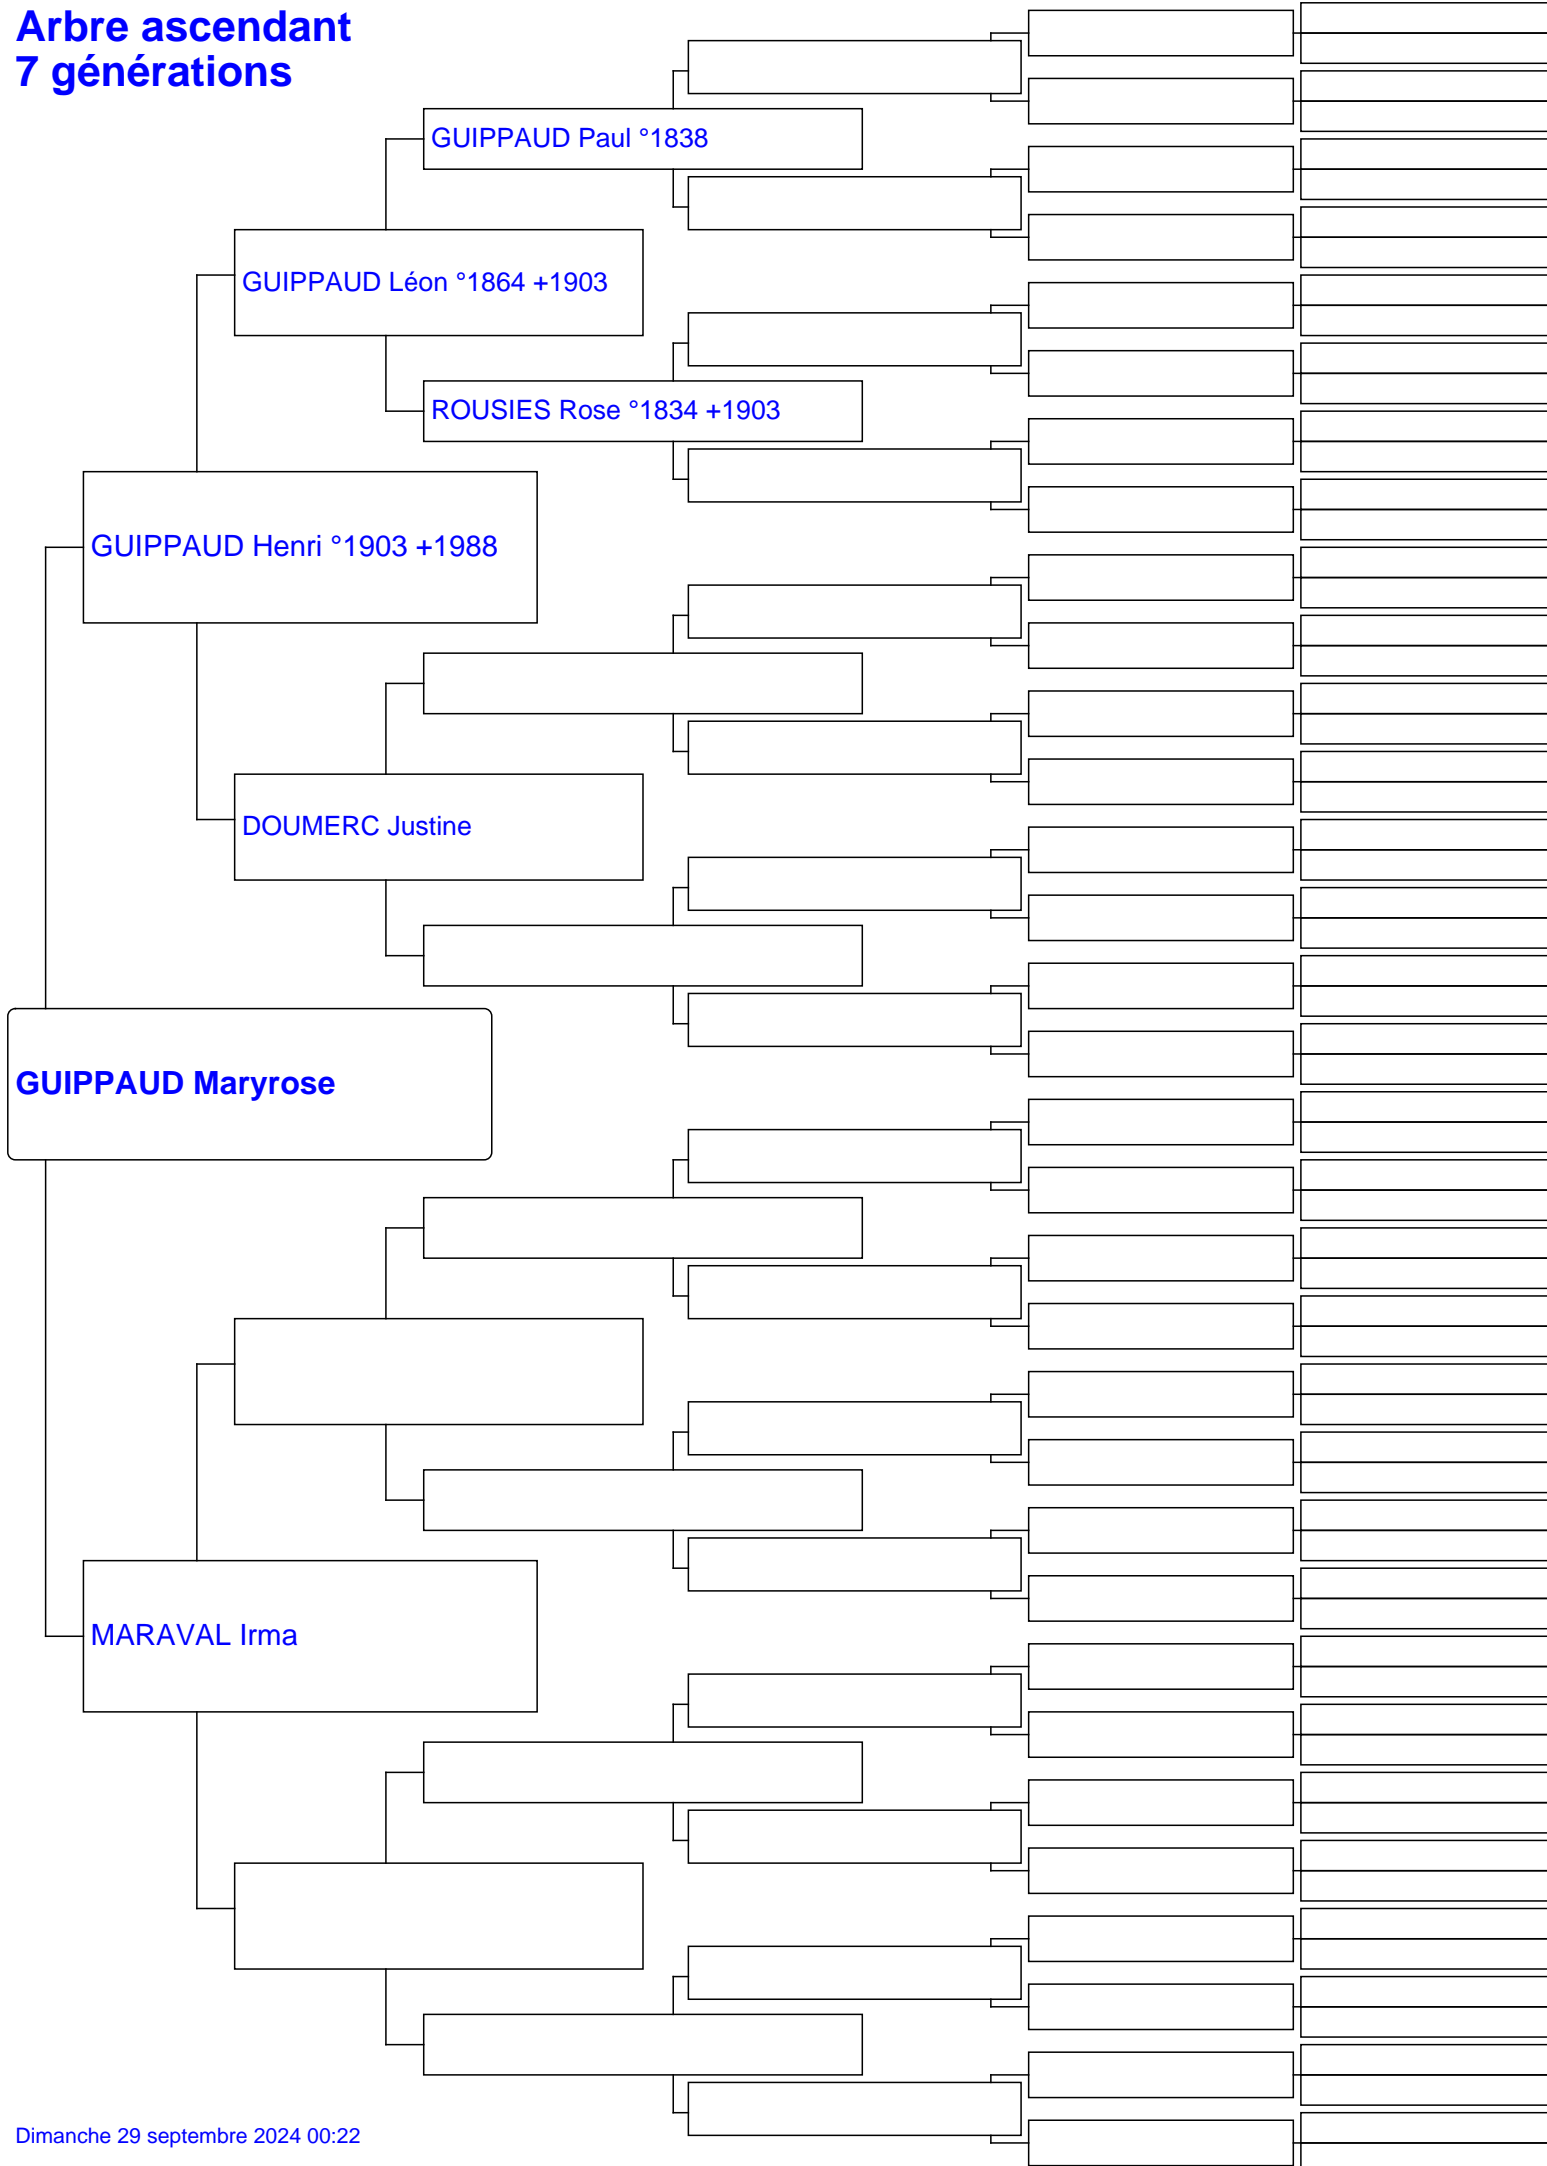 Arbre ascendant
7 générations
GUIPPAUD Paul °1838
GUIPPAUD Léon °1864 +1903
ROUSIES Rose °1834 +1903
GUIPPAUD Henri °1903 +1988
DOUMERC Justine
GUIPPAUD Maryrose
MARAVAL Irma
Dimanche 29 septembre 2024 00:22